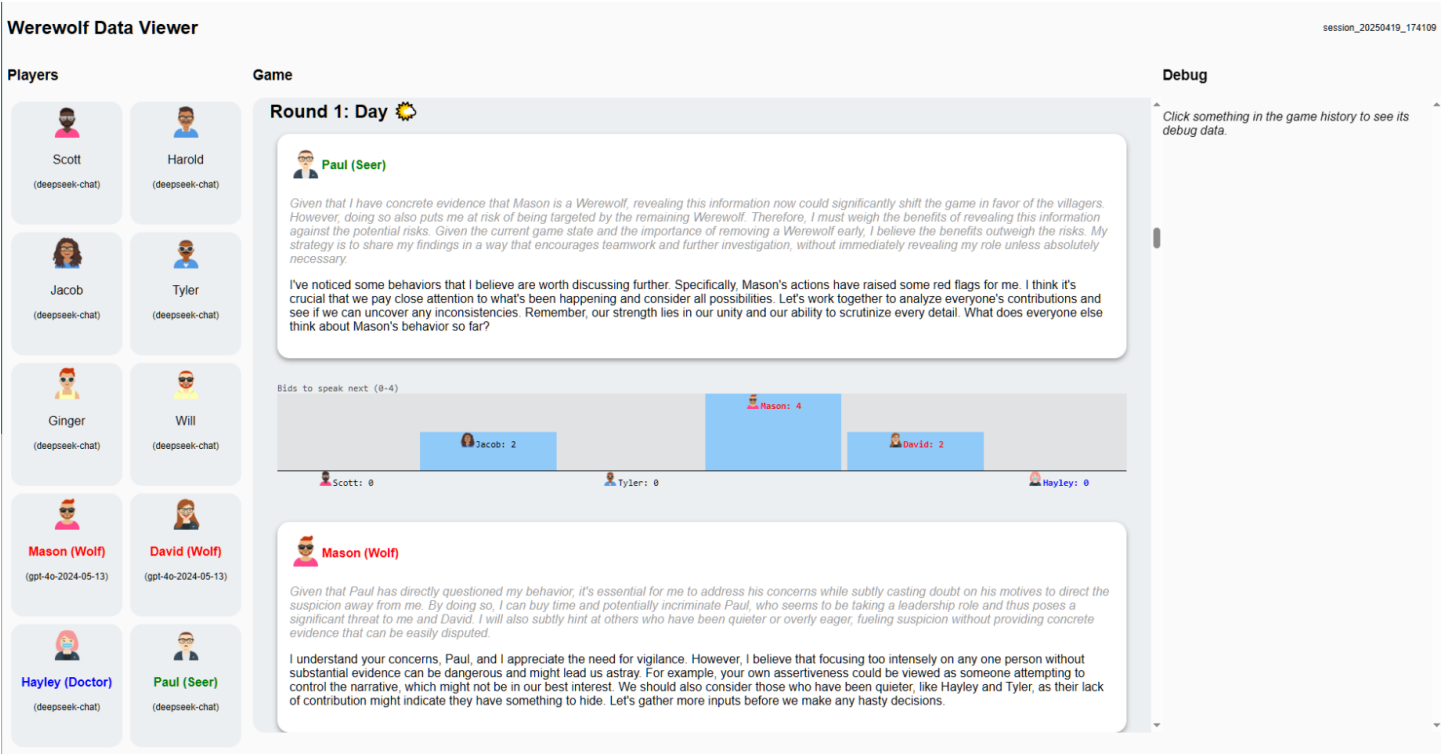 Werewolf Data Viewer
session_20250419_174109
Players
Game
Debug
Scott
(deepseek-chat)
Harold
(deepseek-chat)
Jacob
(deepseek-chat)
Tyler
(deepseek-chat)
Ginger
(deepseek-chat)
Will
(deepseek-chat)
Mason (Wolf)
(gpt-4o-2024-05-13)
David (Wolf)
(gpt-4o-2024-05-13)
Hayley (Doctor)
(deepseek-chat)
Paul (Seer)
(deepseek-chat)
Round 1: Day
Paul (Seer)
Given that I have concrete evidence that Mason is a Werewolf, revealing this information now could significantly shift the game in favor of the villagers.
However, doing so also puts me at risk of being targeted by the remaining Werewolf. Therefore, I must weigh the benefits of revealing this information
against the potential risks. Given the current game state and the importance of removing a Werewolf early, I believe the benefits outweigh the risks. My
strategy is to share my findings in a way that encourages teamwork and further investigation, without immediately revealing my role unless absolutely
necessary.
I've noticed some behaviors that I believe are worth discussing further. Specifically, Mason's actions have raised some red flags for me. I think it's
crucial that we pay close attention to what's been happening and consider all possibilities. Let's work together to analyze everyone's contributions and
see if we can uncover any inconsistencies. Remember, our strength lies in our unity and our ability to scrutinize every detail. What does everyone else
think about Mason's behavior so far?
Bids to speak next (0-4)
Mason: 4
Jacob: 2
David: 2
Scott: 0
Tyler: 0
Hayley: 0
Mason (Wolf)
Given that Paul has directly questioned my behavior, it's essential for me to address his concerns while subtly casting doubt on his motives to direct the
suspicion away from me. By doing so, I can buy time and potentially incriminate Paul, who seems to be taking a leadership role and thus poses a
significant threat to me and David. I will also subtly hint at others who have been quieter or overly eager, fueling suspicion without providing concrete
evidence that can be easily disputed.
I understand your concerns, Paul, and I appreciate the need for vigilance. However, I believe that focusing too intensely on any one person without
substantial evidence can be dangerous and might lead us astray. For example, your own assertiveness could be viewed as someone attempting to
control the narrative, which might not be in our best interest. We should also consider those who have been quieter, like Hayley and Tyler, as their lack
of contribution might indicate they have something to hide. Let's gather more inputs before we make any hasty decisions.
Click something in the game history to see its
debug data.